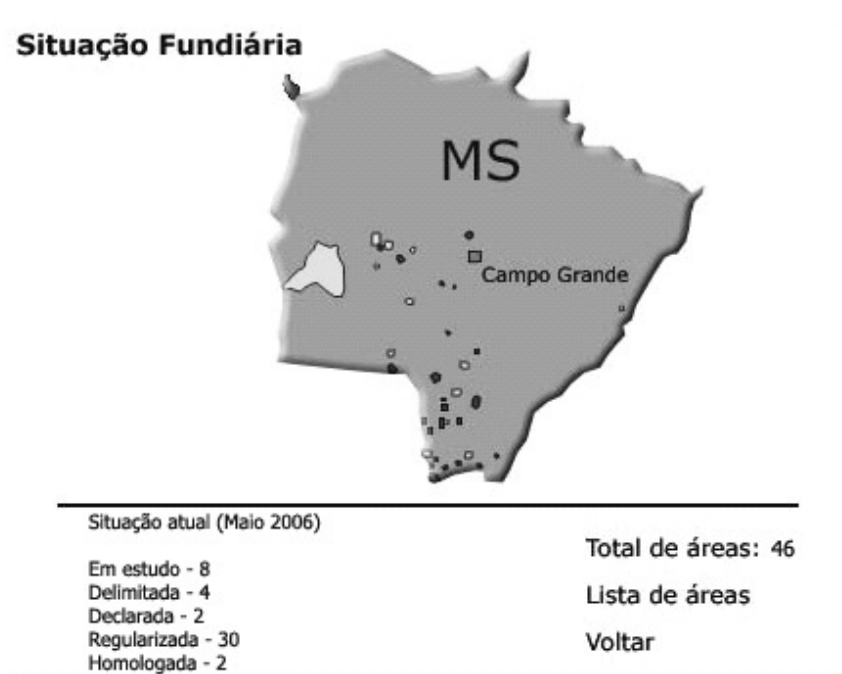 Situação Fundiária
MS
Campo Grande
Situação atual (Maio 2006)
Em estudo - 8
Delimitada - 4
Declarada - 2
Regularizada - 30
Homologada - 2
Total de áreas: 46
Lista de áreas
Voltar